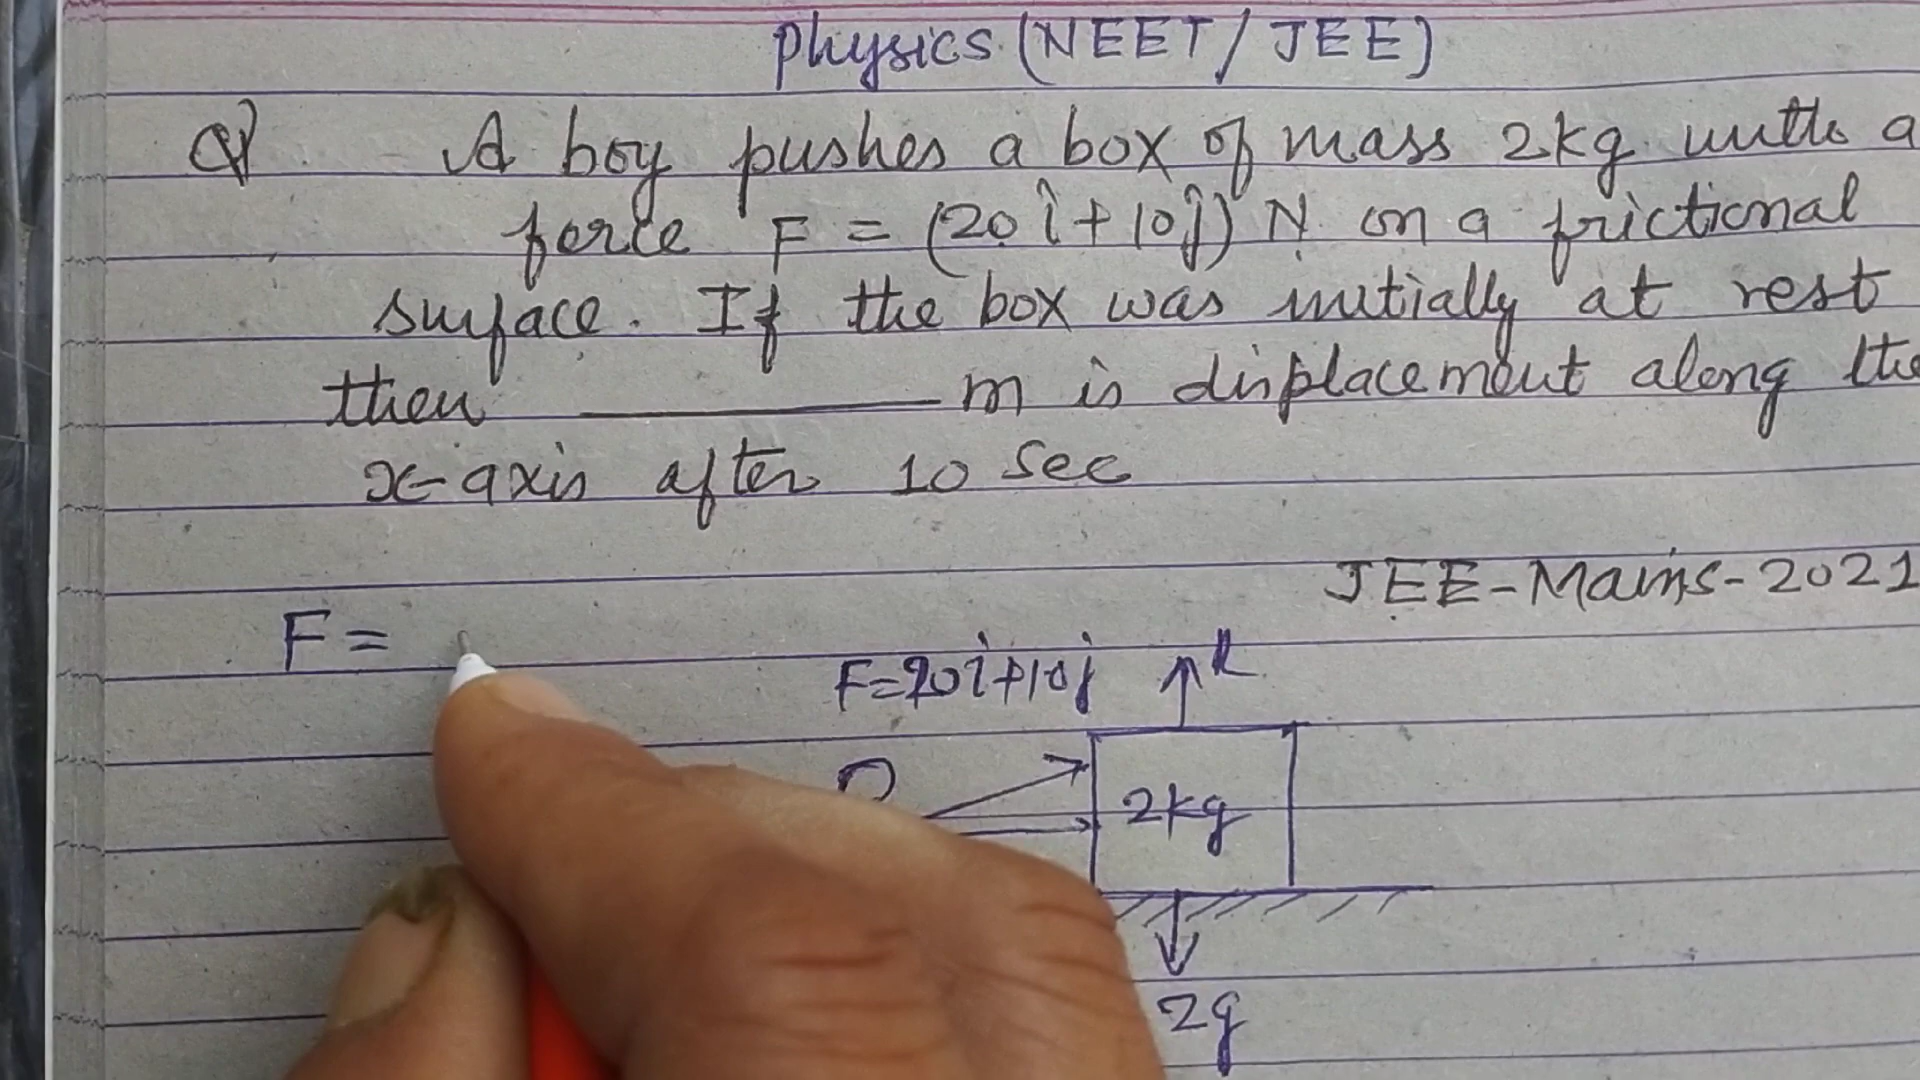 Physics (NEET/JEE)
Q A boy pushes a box of mass 2kg with a
force F = (20î+10ĵ) N on a frictional
surface. If the box was initially at rest
then ______ m is displacement along the
x-axis after 10 Sec
JEE-Mains-2021
F =
F=20î+10j
2kg
2g